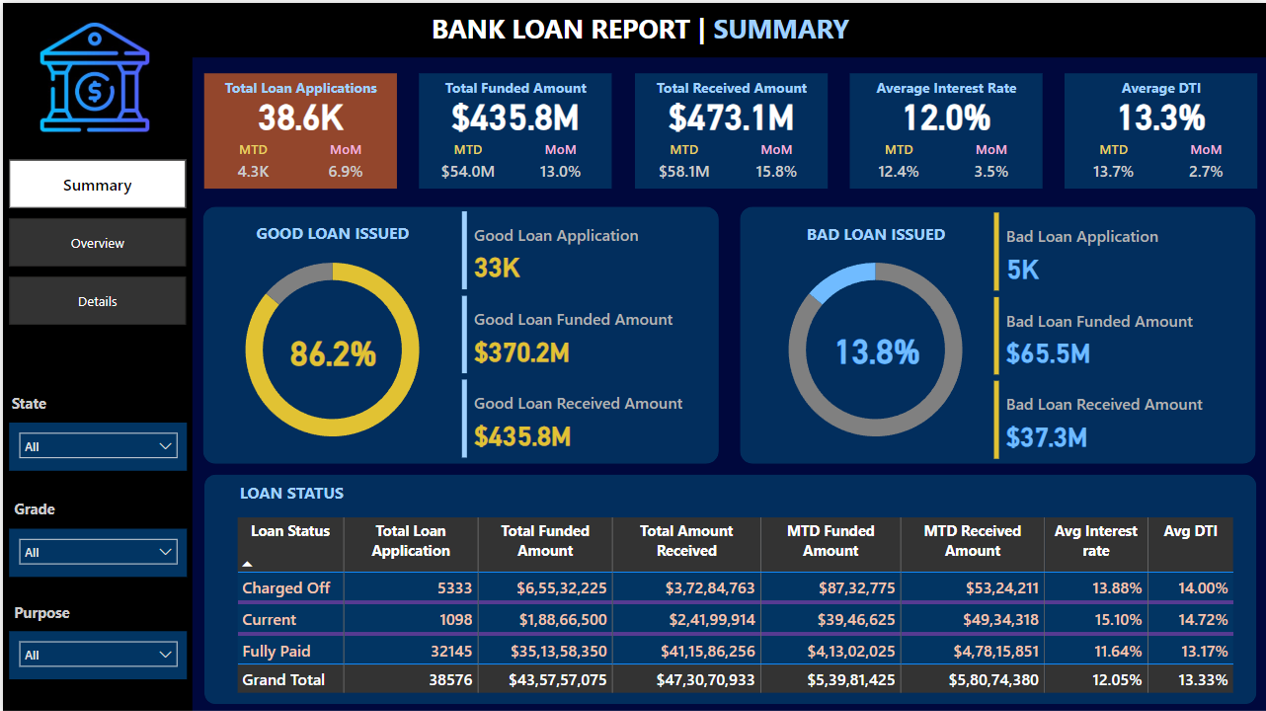 BANK LOAN REPORT | SUMMARY
$
Summary
Overview
Details
State
All
Grade
All
Purpose
All
Total Loan Applications
38.6K
MTD MoM
4.3K 6.9%
Total Funded Amount
$435.8M
MTD MoM
$54.0M 13.0%
Total Received Amount
$473.1M
MTD MoM
$58.1M 15.8%
Average Interest Rate
12.0%
MTD MoM
12.4% 3.5%
Average DTI
13.3%
MTD MoM
13.7% 2.7%
GOOD LOAN ISSUED
86.2%
Good Loan Application
33K
Good Loan Funded Amount
$370.2M
Good Loan Received Amount
$435.8M
BAD LOAN ISSUED
13.8%
Bad Loan Application
5K
Bad Loan Funded Amount
$65.5M
Bad Loan Received Amount
$37.3M
LOAN STATUS
Loan Status Total Loan Total Funded Total Amount MTD Funded MTD Received Avg Interest Avg DTI
Application Amount Received Amount Amount rate
Charged Off 5333 $6,55,32,225 $3,72,84,763 $87,32,775 $53,24,211 13.88% 14.00%
Current 1098 $1,88,66,500 $2,41,99,914 $39,46,625 $49,34,318 15.10% 14.72%
Fully Paid 32145 $35,13,58,350 $41,15,86,256 $4,13,02,025 $4,78,15,851 11.64% 13.17%
Grand Total 38576 $43,57,57,075 $47,30,70,933 $5,39,81,425 $5,80,74,380 12.05% 13.33%